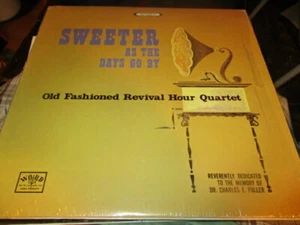 SWEETER
AS THE
DAYS GO BY
Old Fashioned Revival Hour Quartet
WORD
REVERENTLY DEDICATED
TO THE MEMORY OF
DR. CHARLES E. FULLER